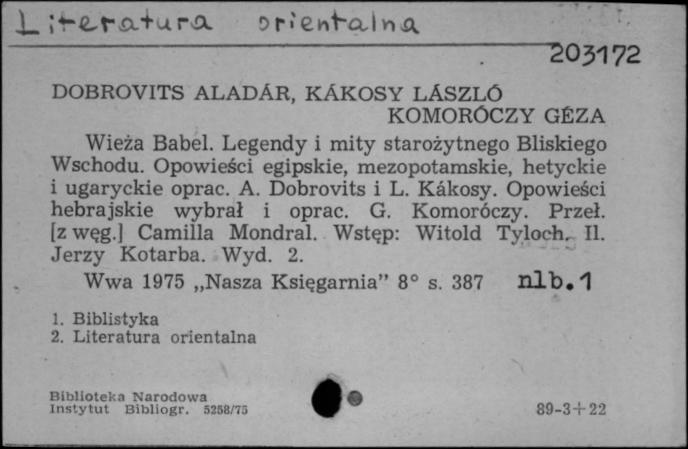 Literatura orientalna
203172
DOBROVITS ALADÁR, KÁKOSY LÁSZLÓ
KOMORÓCZY GÉZA
Wieża Babel. Legendy i mity starożytnego Bliskiego
Wschodu. Opowieści egipskie, mezopotamskie, hetyckie
i ugaryckie oprac. A. Dobrovits i L. Kákosy. Opowieści
hebrajskie wybrał i oprac. G. Komoróczy. Przeł.
[z węg.] Camilla Mondral. Wstęp: Witold Tyloch. Il.
Jerzy Kotarba. Wyd. 2.
Wwa 1975 „Nasza Księgarnia” 8° s. 387 nlb. 1
1. Biblistyka
2. Literatura orientalna
Biblioteka Narodowa
Instytut Bibliogr. 5258/75
89-3+22